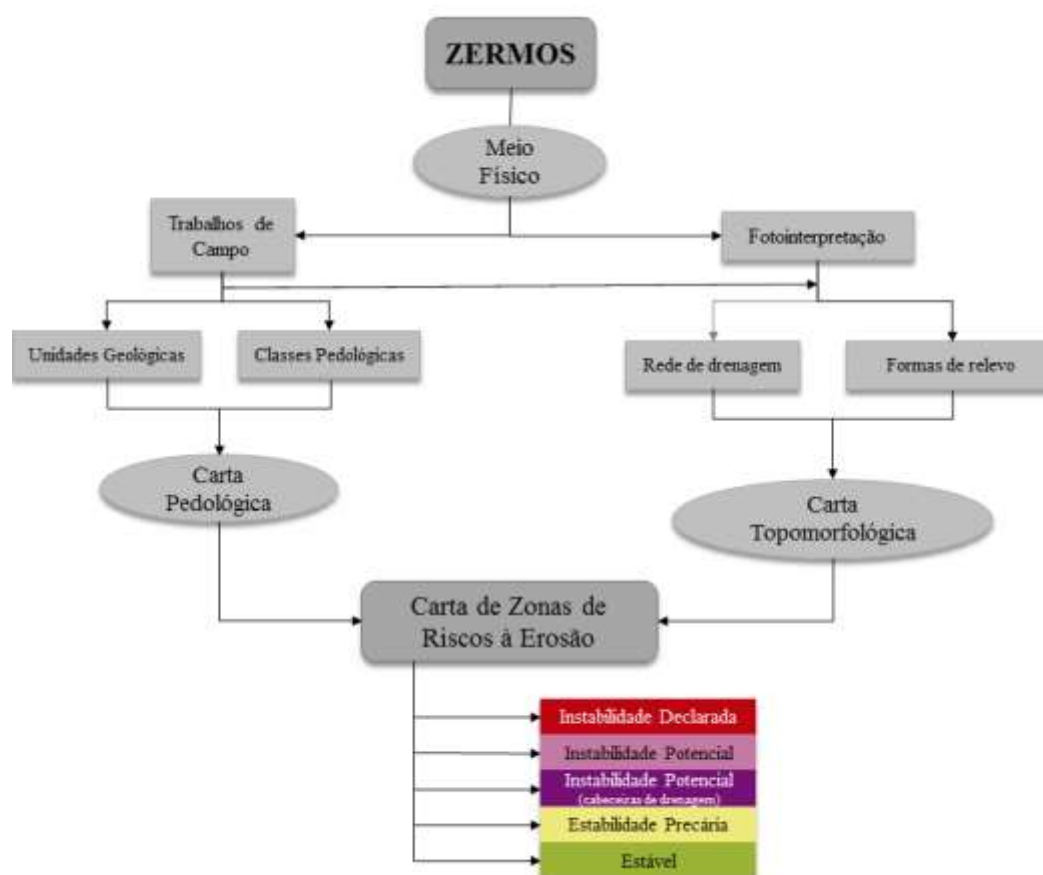 ZERMOS
Meio
Físico
Trabalhos de
Campo
Fotointerpretação
Unidades Geológicas
Classes Pedológicas
Rede de drenagem
Formas de relevo
Carta
Pedológica
Carta
Topomorfológica
Carta de Zonas de
Riscos à Erosão
Instabilidade Declarada
Instabilidade Potencial
Instabilidade Potencial
(cabeceiras de drenagem)
Estabilidade Precária
Estável